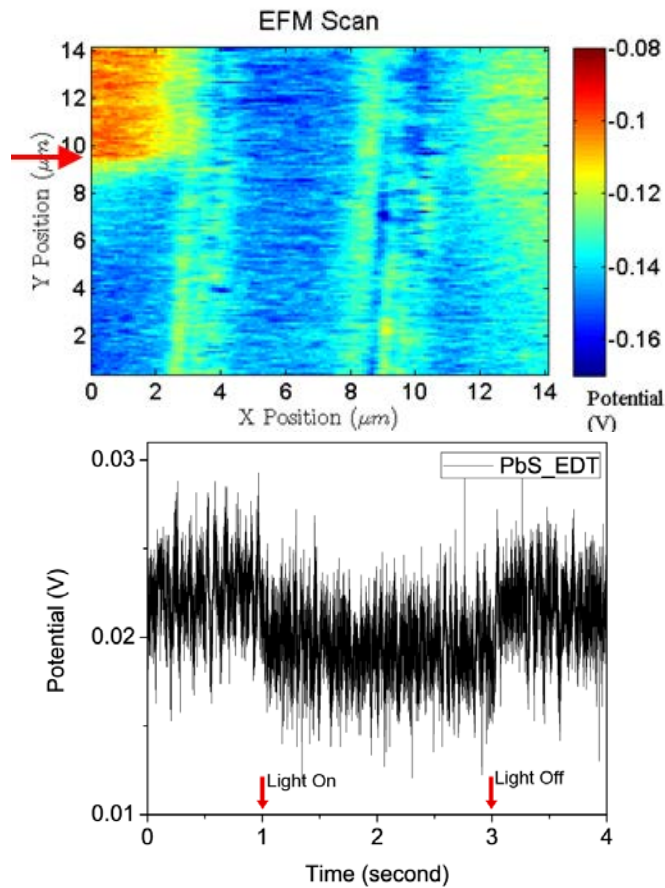 EFM Scan
14
12
10
8
6
4
2
Y Position (μm)
0 2 4 6 8 10 12 14
X Position (μm)
-0.08
-0.1
-0.12
-0.14
-0.16
Potential
(V)
0.03
0.02
0.01
Potential (V)
PbS_EDT
Light On
Light Off
0 1 2 3 4
Time (second)